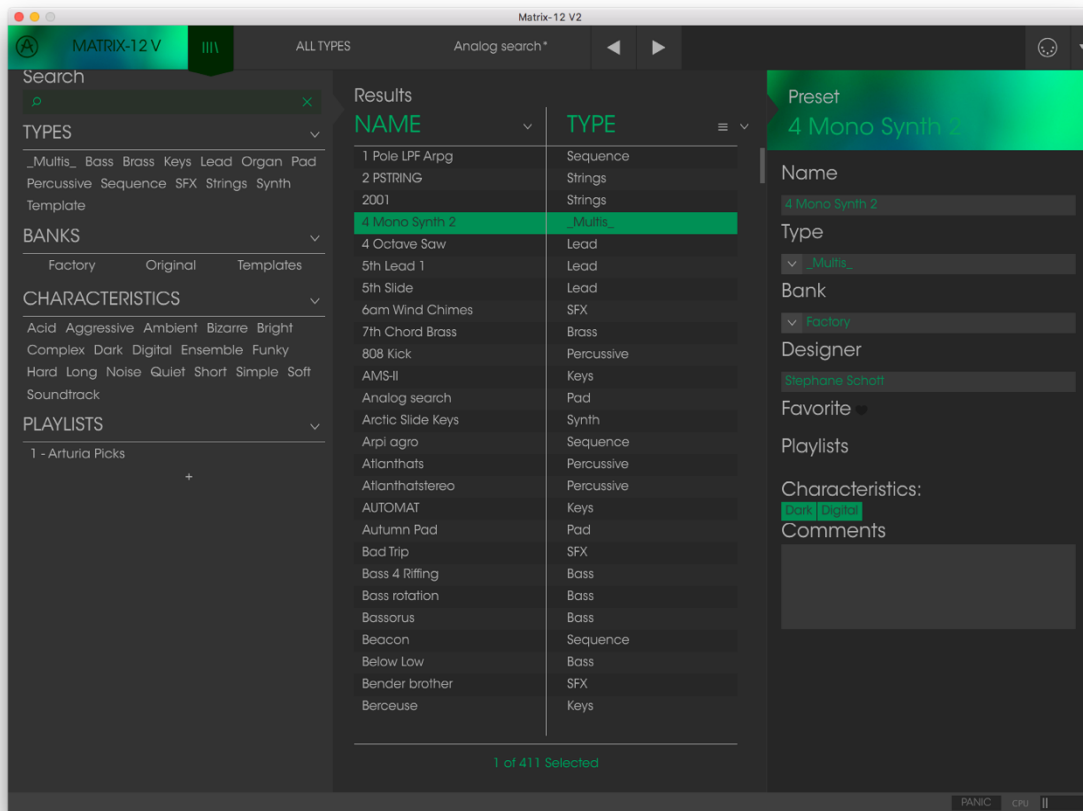 Matrix-12 V2
MATRIX-12 V
ALL TYPES
Analog search*
Search
TYPES
_Multis_ Bass Brass Keys Lead Organ Pad
Percussive Sequence SFX Strings Synth
Template
BANKS
Factory Original Templates
CHARACTERISTICS
Acid Aggressive Ambient Bizarre Bright
Complex Dark Digital Ensemble Funky
Hard Long Noise Quiet Short Simple Soft
Soundtrack
PLAYLISTS
1 - Arturia Picks
+
Results
NAME TYPE
1 Pole LPF Arpg Sequence
2 PSTRING Strings
2001 Strings
4 Mono Synth 2 _Multis_
4 Octave Saw Lead
5th Lead 1 Lead
5th Slide Lead
6am Wind Chimes SFX
7th Chord Brass Brass
808 Kick Percussive
AMS-II Keys
Analog search Pad
Arctic Slide Keys Synth
Arpi agro Sequence
Atlanthats Percussive
Atlanthatstereo Percussive
AUTOMAT Keys
Autumn Pad Pad
Bad Trip SFX
Bass 4 Riffing Bass
Bass rotation Bass
Bassorus Bass
Beacon Sequence
Below Low Bass
Bender brother SFX
Berceuse Keys
1 of 411 Selected
Preset
4 Mono Synth 2
Name
4 Mono Synth 2
Type
_Multis_
Bank
Factory
Designer
Stephane Schott
Favorite
Playlists
Characteristics:
Dark Digital
Comments
PANIC CPU